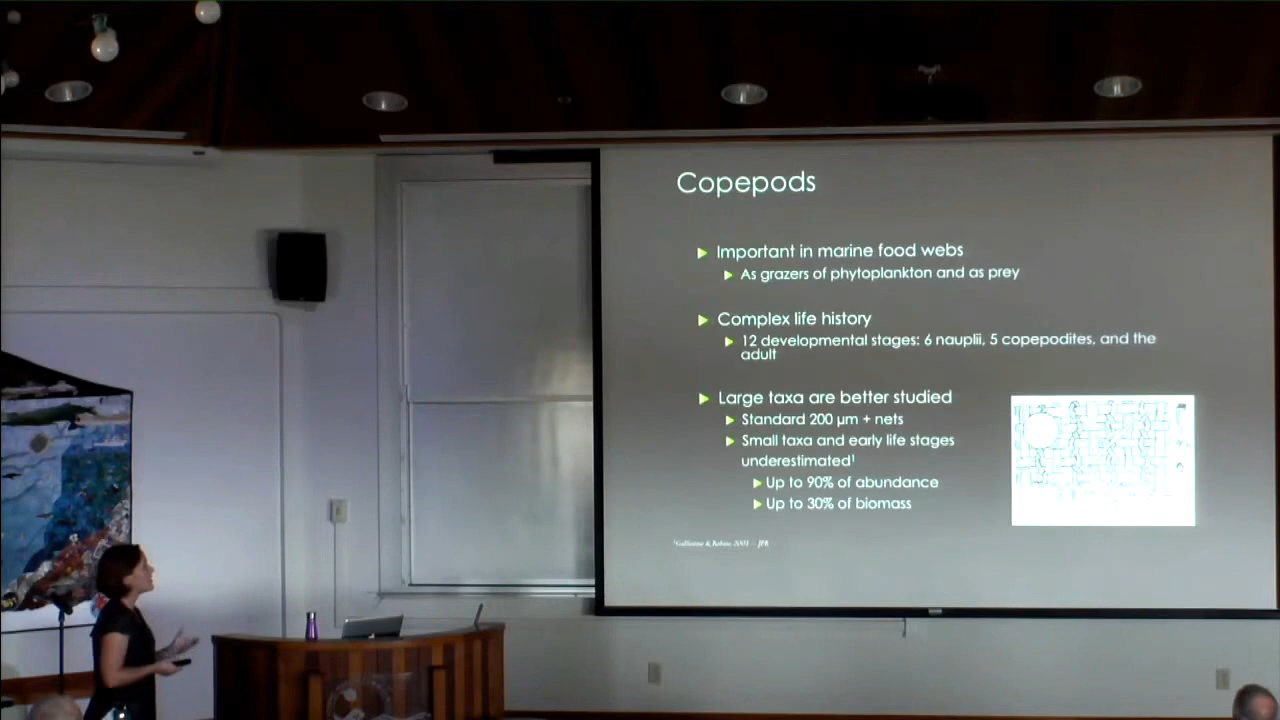 Copepods
Important in marine food webs
As grazers of phytoplankton and as prey
Complex life history
12 developmental stages: 6 nauplii, 5 copepodites, and the
adult
Large taxa are better studied
Standard 200 µm + nets
Small taxa and early life stages
underestimated¹
Up to 90% of abundance
Up to 30% of biomass